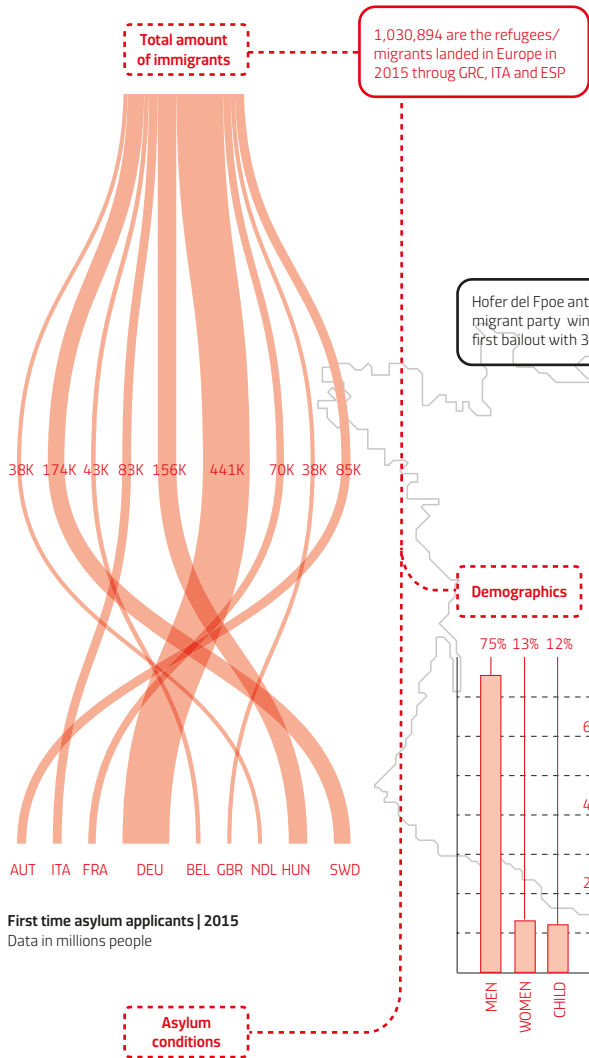 Total amount
of immigrants
1,030,894 are the refugees/
migrants landed in Europe in
2015 throug GRC, ITA and ESP
Hofer del Fpoe ant
migrant party win
first bailout with 3
38K 174K 43K 83K 156K 441K 70K 38K 85K
AUT ITA FRA DEU BEL GBR NDL HUN SWD
First time asylum applicants | 2015
Data in millions people
Demographics
75% 13% 12%
6
4
2
MEN WOMEN CHILD
Asylum
conditions